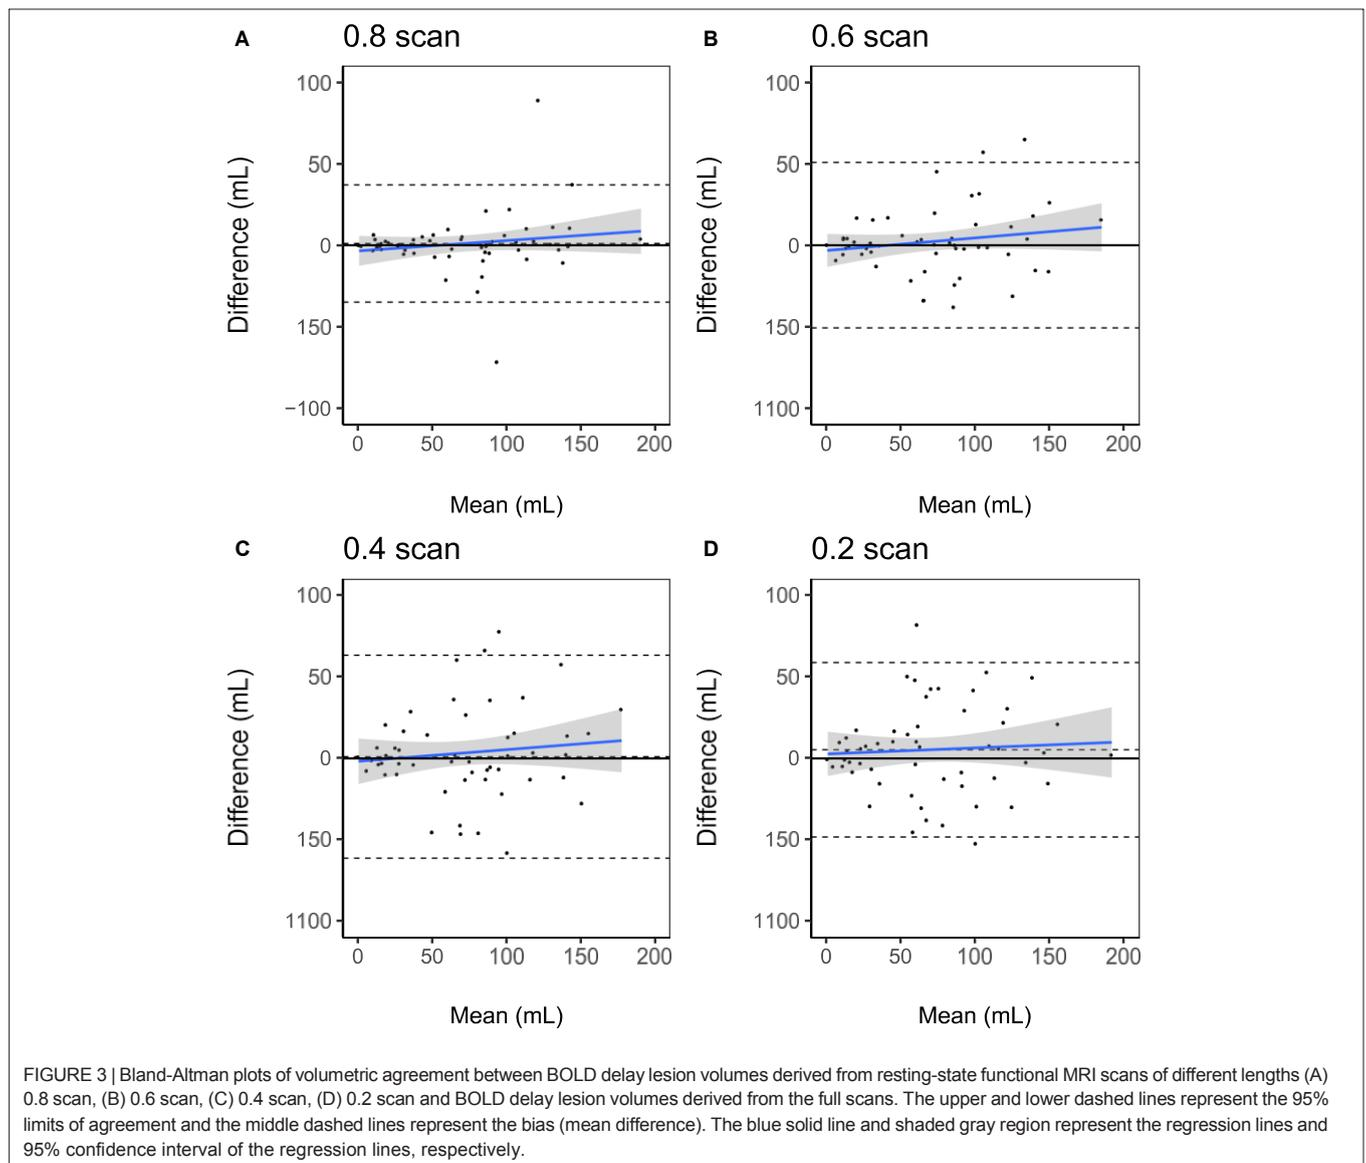 A 0.8 scan
B 0.6 scan
100
50
0
150
−100
Difference (mL)
0 50 100 150 200
Mean (mL)
100
50
0
150
1100
Difference (mL)
0 50 100 150 200
Mean (mL)
C 0.4 scan
D 0.2 scan
100
50
0
150
1100
Difference (mL)
0 50 100 150 200
Mean (mL)
100
50
0
150
1100
Difference (mL)
0 50 100 150 200
Mean (mL)
FIGURE 3 | Bland-Altman plots of volumetric agreement between BOLD delay lesion volumes derived from resting-state functional MRI scans of different lengths (A)
0.8 scan, (B) 0.6 scan, (C) 0.4 scan, (D) 0.2 scan and BOLD delay lesion volumes derived from the full scans. The upper and lower dashed lines represent the 95%
limits of agreement and the middle dashed lines represent the bias (mean difference). The blue solid line and shaded gray region represent the regression lines and
95% confidence interval of the regression lines, respectively.